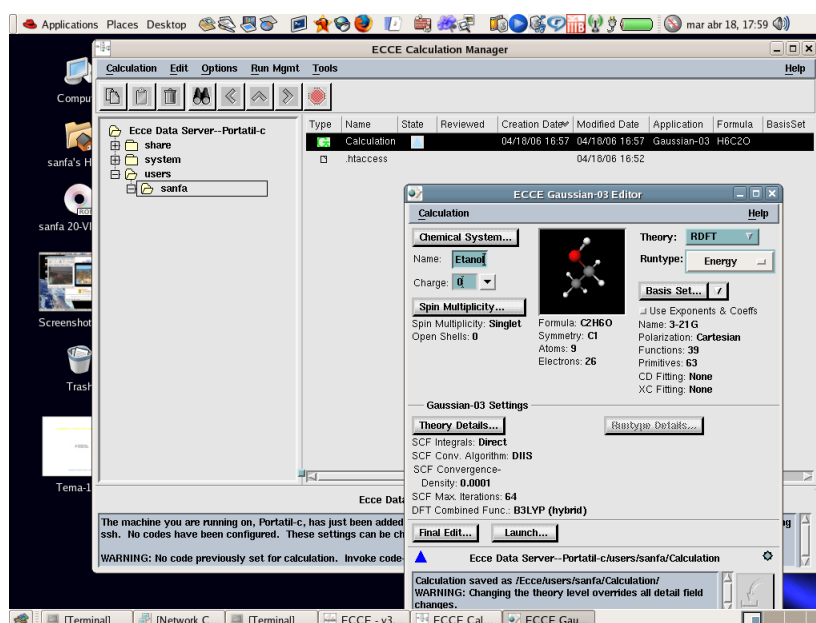 Applications Places Desktop
mar abr 18, 17:59
ECCE Calculation Manager
Calculation Edit Options Run Mgmt Tools Help
Compu
sanfa's H
sanfa 20-VI
Screenshot
Trash
Tema-1
Ecce Data Server--Portatil-c
share
system
users
sanfa
Type Name State Reviewed Creation Date Modified Date Application Formula BasisSet
Calculation 04/18/06 16:57 04/18/06 16:57 Gaussian-03 H6C2O
.htaccess 04/18/06 16:52
ECCE Gaussian-03 Editor
Calculation Help
Chemical System...
Name: Etanol
Charge: 0
Spin Multiplicity...
Spin Multiplicity: Singlet
Open Shells: 0
Formula: C2H6O
Symmetry: C1
Atoms: 9
Electrons: 26
Theory: RDFT
Runtype: Energy
Basis Set...
Use Exponents & Coeffs
Name: 3-21G
Polarization: Cartesian
Functions: 39
Primitives: 63
CD Fitting: None
XC Fitting: None
Gaussian-03 Settings
Theory Details... Runtype Details...
SCF Integrals: Direct
SCF Conv. Algorithm: DIIS
SCF Convergence-
Density: 0.0001
SCF Max. Iterations: 64
DFT Combined Func.: B3LYP (hybrid)
Final Edit... Launch...
Ecce Data Server--Portatil-c/users/sanfa/Calculation
Calculation saved as /Ecce/users/sanfa/Calculation/
WARNING: Changing the theory level overrides all detail field
changes.
Ecce Dat
The machine you are running on, Portatil-c, has just been added
ssh. No codes have been configured. These settings can be ch
WARNING: No code previously set for calculation. Invoke code-
[Terminal] [Network C [Terminal] ECCE - v3. ECCE Cal. ECCE Gau